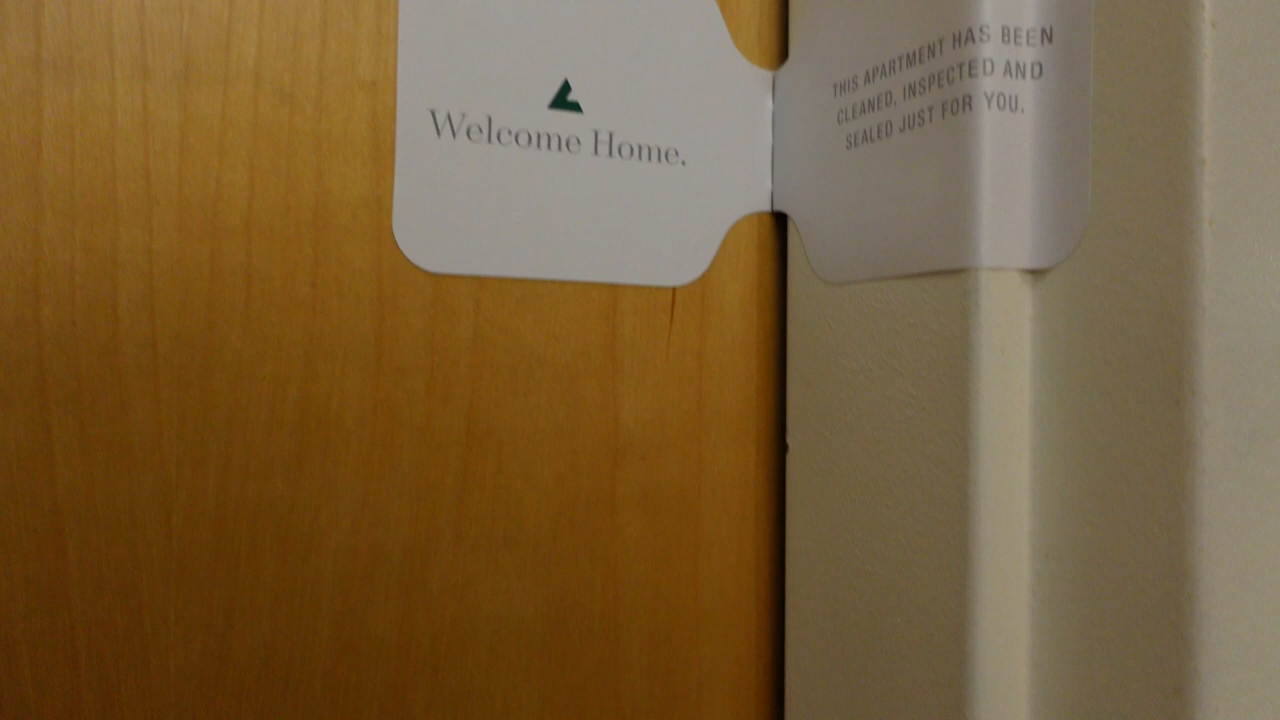 Welcome Home.
THIS APARTMENT HAS BEEN
CLEANED, INSPECTED AND
SEALED JUST FOR YOU.